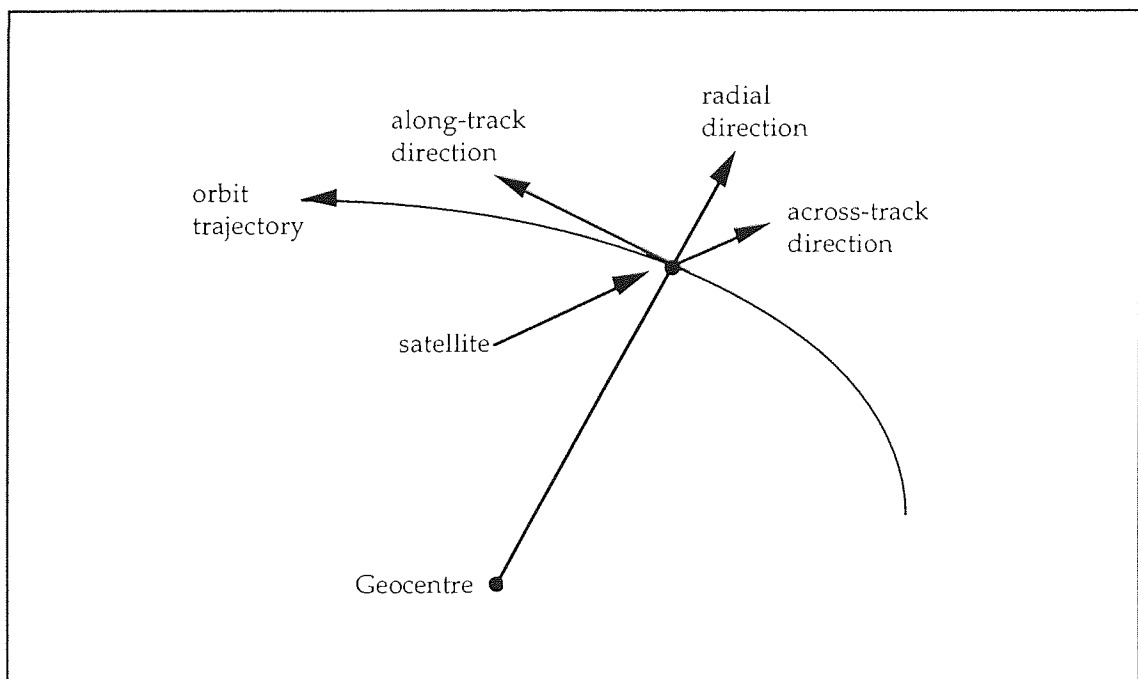 radial
direction
along-track
direction
orbit
trajectory
across-track
direction
satellite
Geocentre